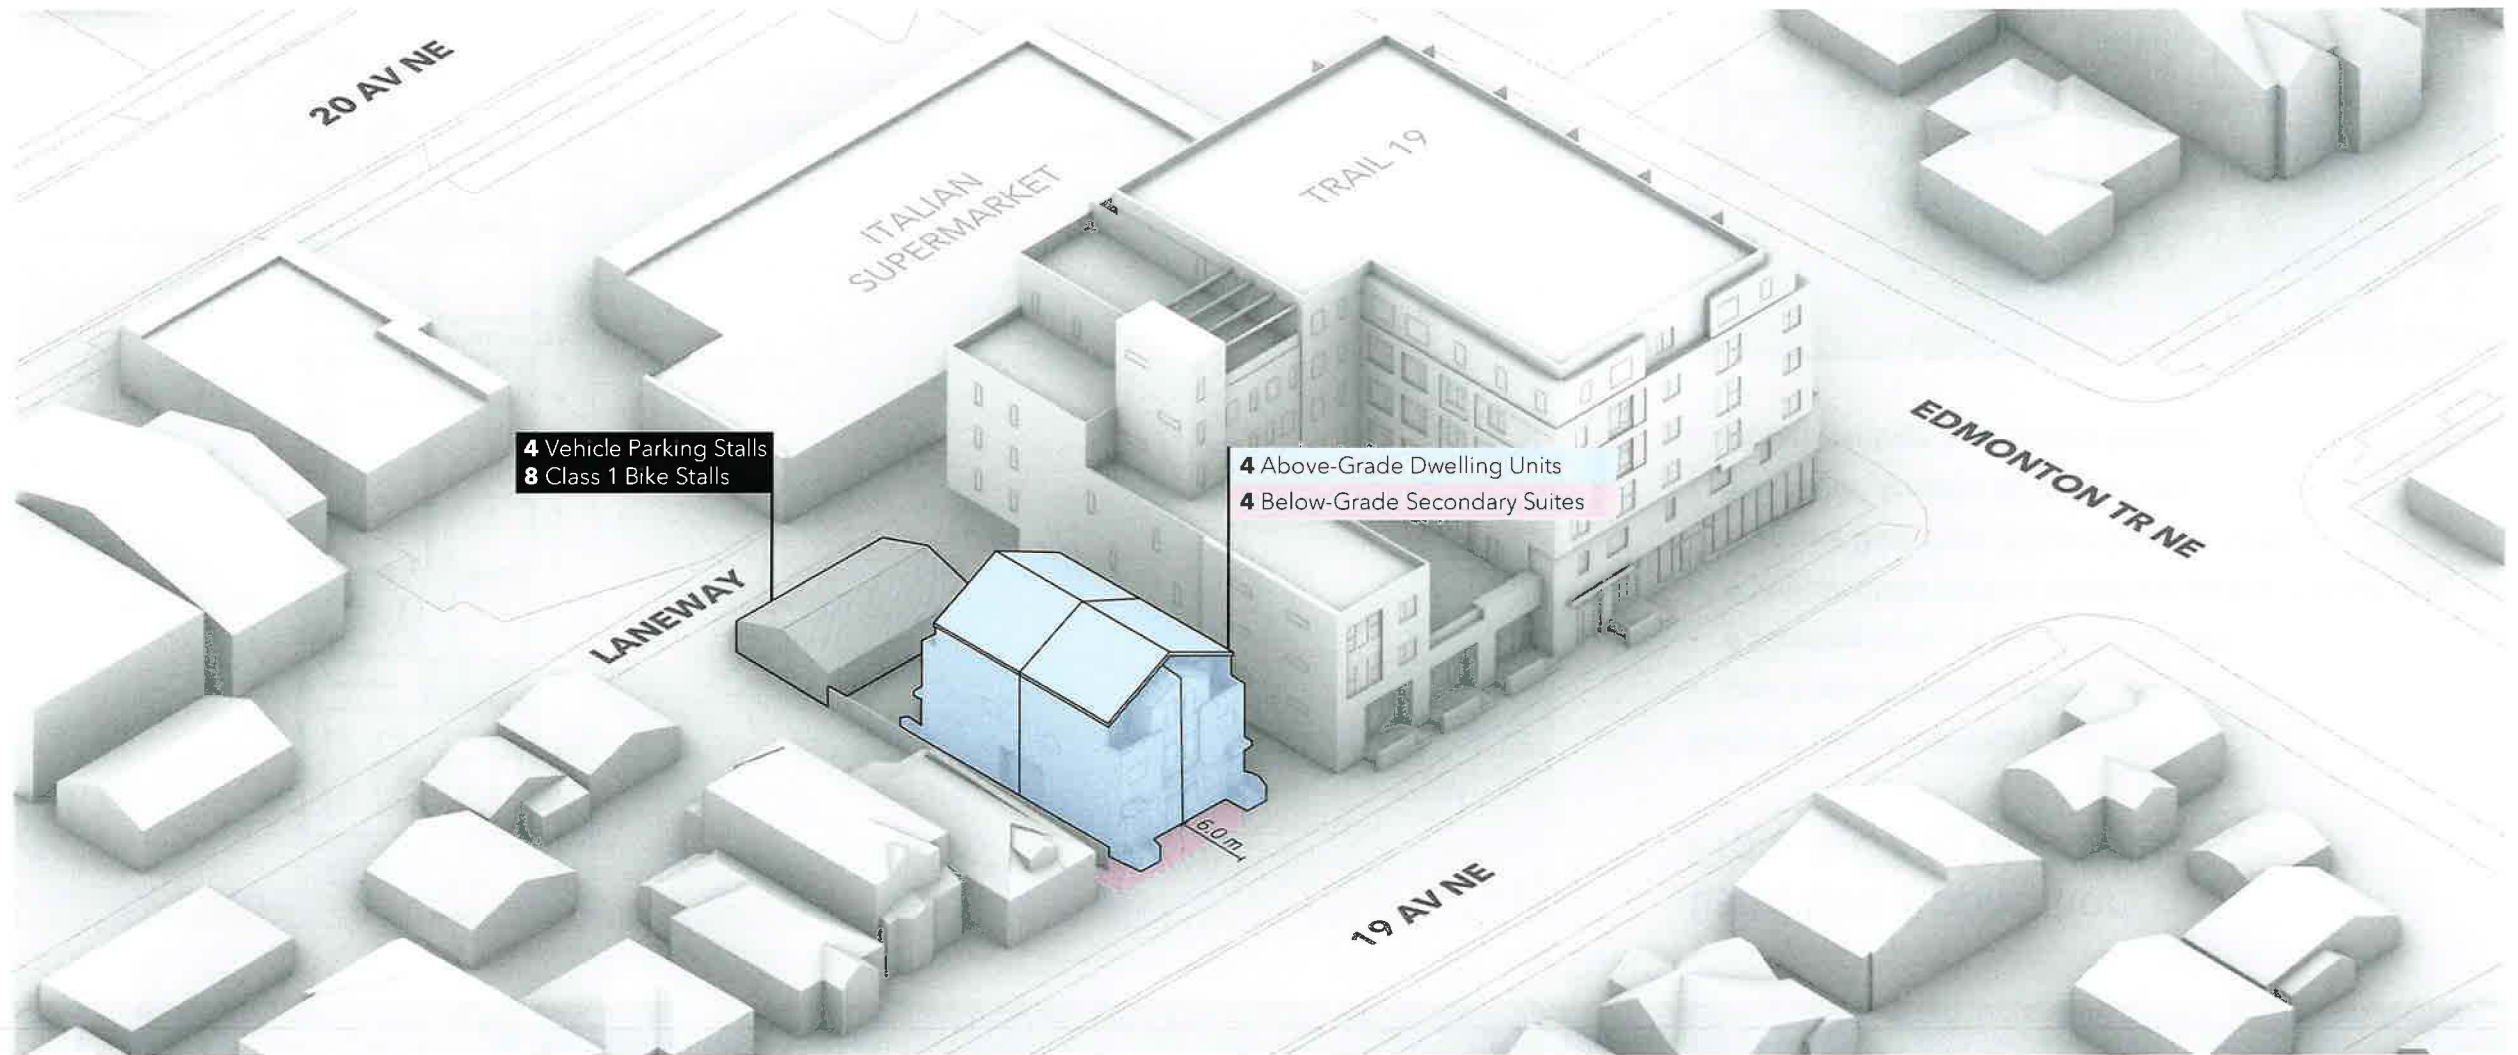 20 AV NE
ITALIAN
SUPERMARKET
TRAIL 19
EDMONTON TR NE
4 Vehicle Parking Stalls
8 Class 1 Bike Stalls
4 Above-Grade Dwelling Units
4 Below-Grade Secondary Suites
LANEWAY
6.0 m
19 AV NE